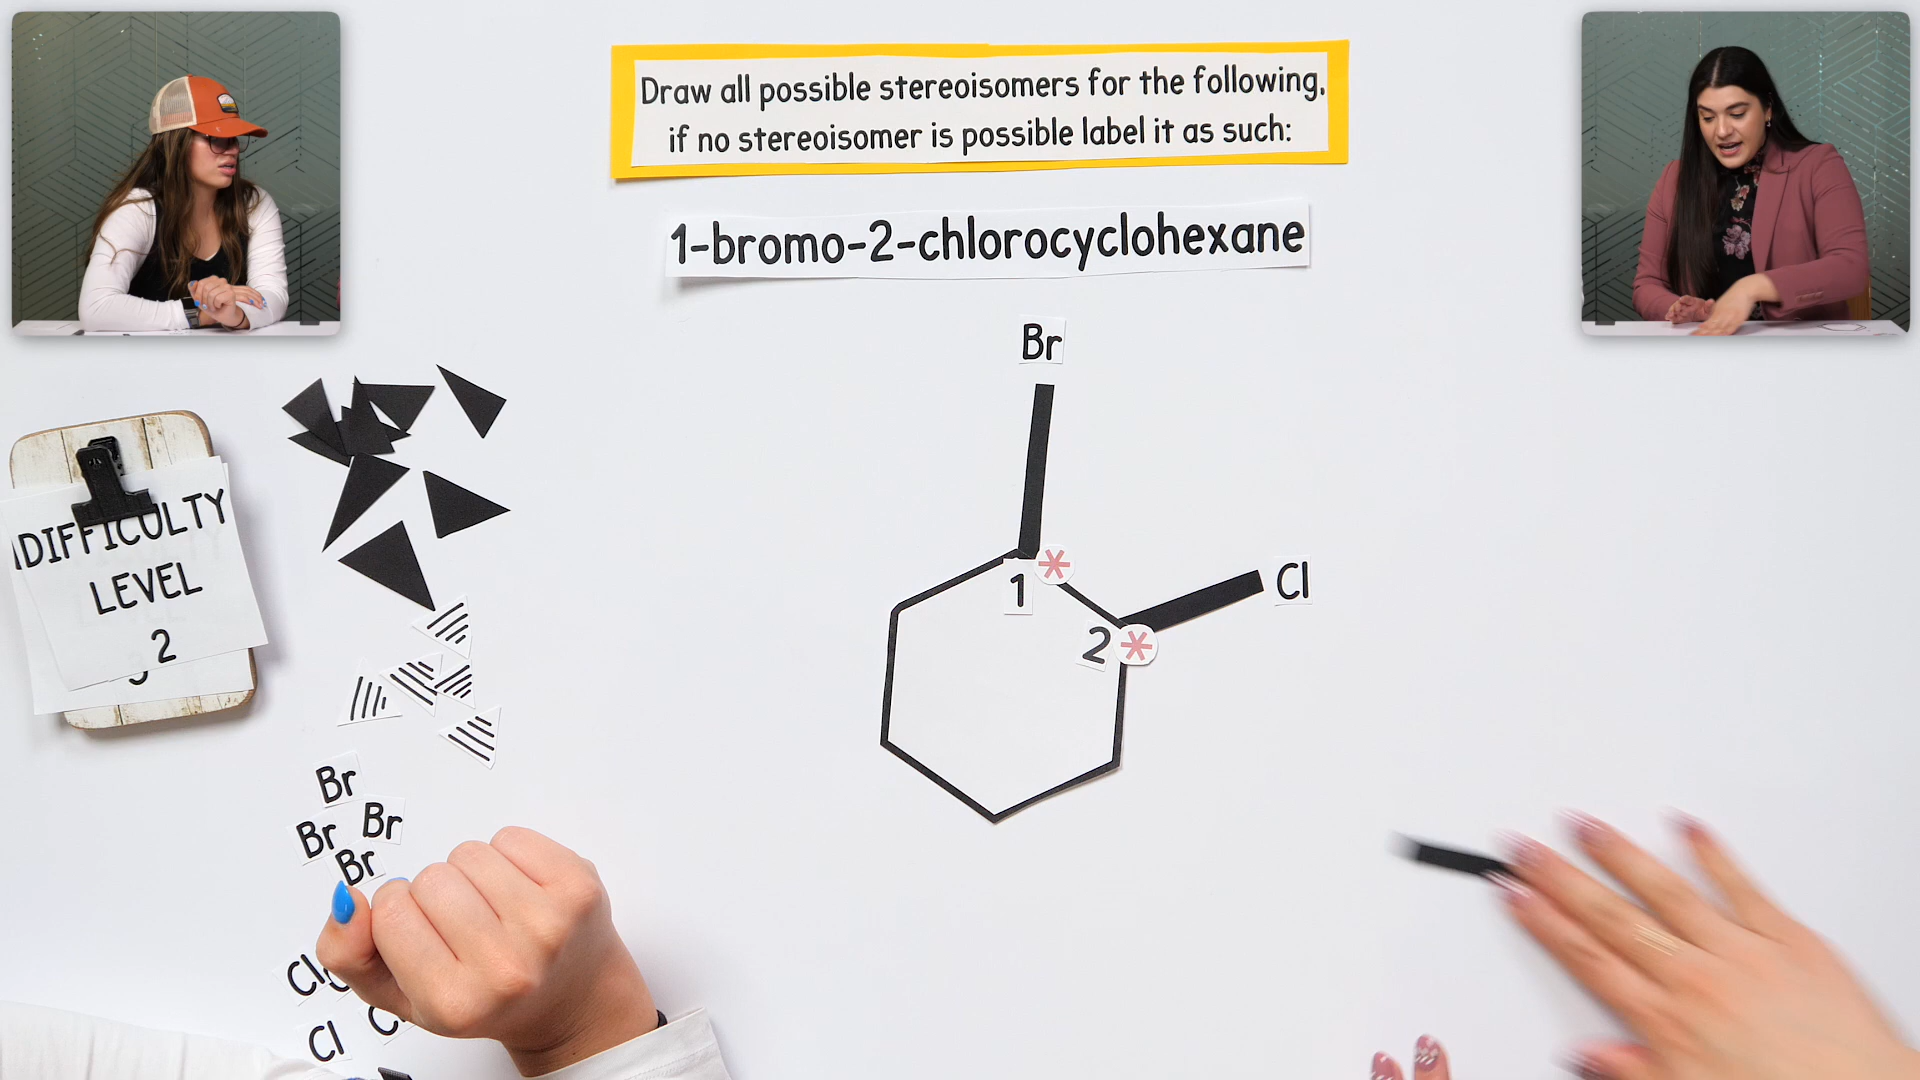 Draw all possible stereoisomers for the following,
if no stereoisomer is possible label it as such:
1-bromo-2-chlorocyclohexane
Br
Cl
1
2
DIFFICULTY
LEVEL
2
Br
Br
Br
Br
Cl
Cl